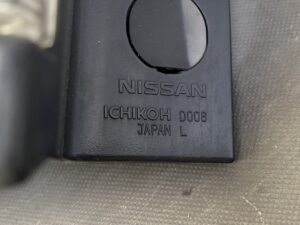 NISSAN
ICHIKOH D008
JAPAN L